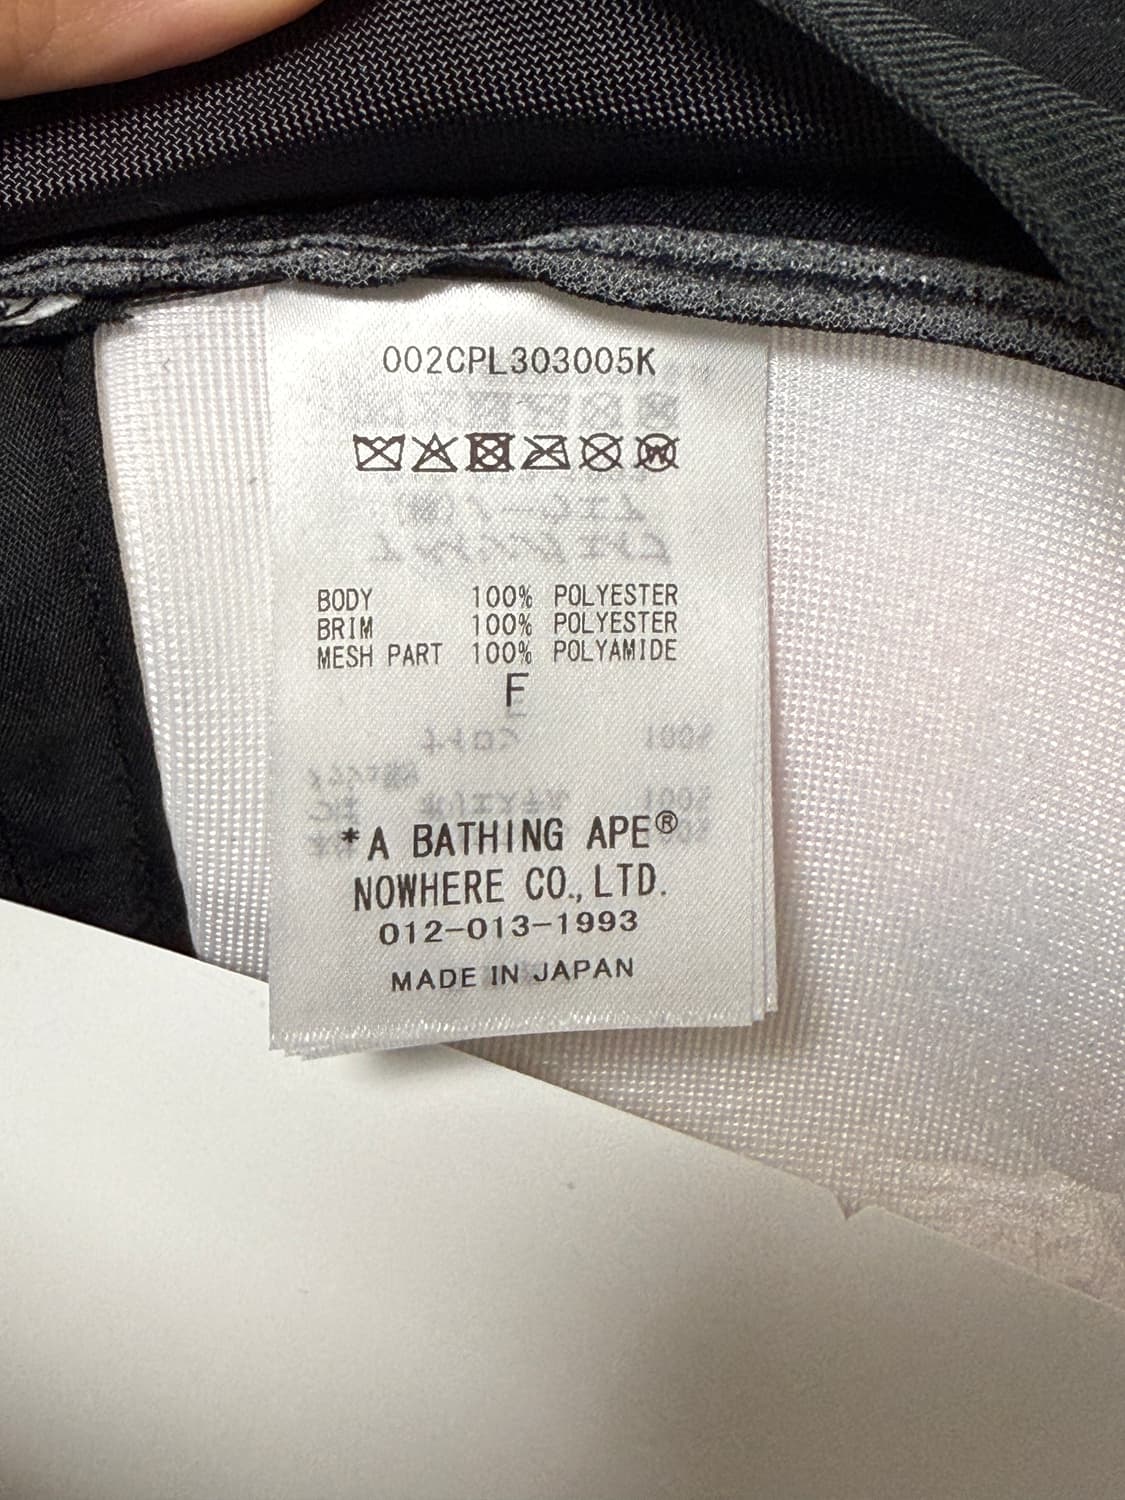 002CPL303005K
BODY 100% POLYESTER
BRIM 100% POLYESTER
MESH PART 100% POLYAMIDE
F
*A BATHING APE®
NOWHERE CO.,LTD.
012-013-1993
MADE IN JAPAN